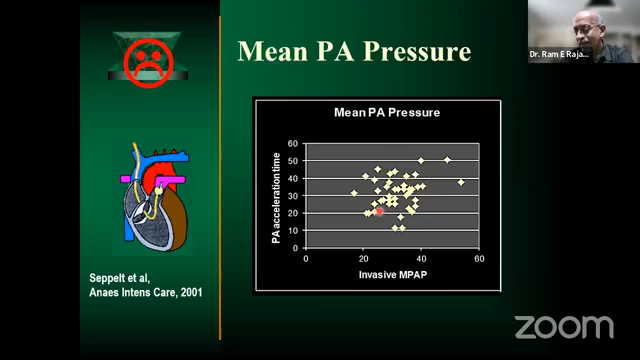 Mean PA Pressure
Dr. Ram E Raja...
Mean PA Pressure
PA acceleration time
60
50
40
30
20
10
0
0
20
40
60
Invasive MPAP
Seppelt et al,
Anaes Intens Care, 2001
zoom